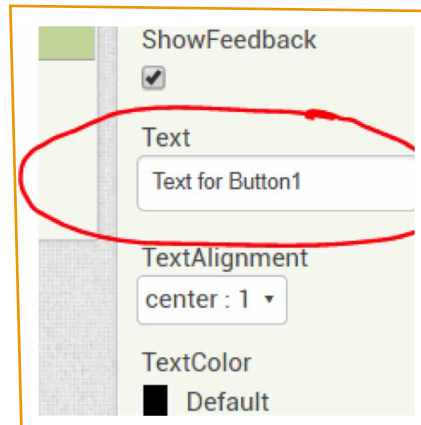 ShowFeedback
Text
Text for Button1
TextAlignment
center : 1
TextColor
Default